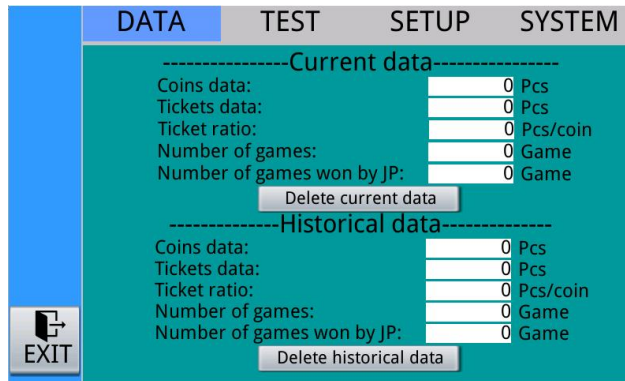 DATA TEST SETUP SYSTEM
----------------Current data----------------
Coins data: 0 Pcs
Tickets data: 0 Pcs
Ticket ratio: 0 Pcs/coin
Number of games: 0 Game
Number of games won by JP: 0 Game
Delete current data
--------------Historical data--------------
Coins data: 0 Pcs
Tickets data: 0 Pcs
Ticket ratio: 0 Pcs/coin
Number of games: 0 Game
Number of games won by JP: 0 Game
Delete historical data
EXIT